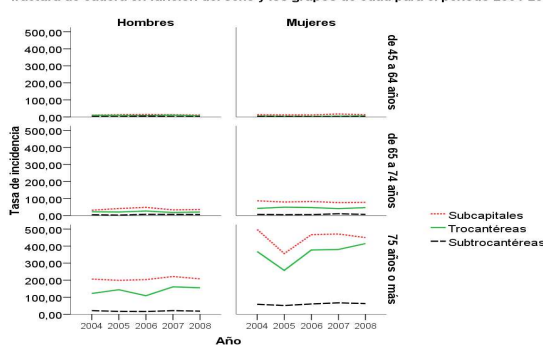 Hombres Mujeres
500,00
400,00
300,00
200,00
100,00
0,00
de 45 a 64 años
500,00
400,00
300,00
200,00
100,00
0,00
de 65 a 74 años
500,00
400,00
300,00
200,00
100,00
0,00
75 años o más
Tasa de incidencia
2004 2005 2006 2007 2008 2004 2005 2006 2007 2008
Año
Subcapitales
Trocantéreas
Subtrocantéreas